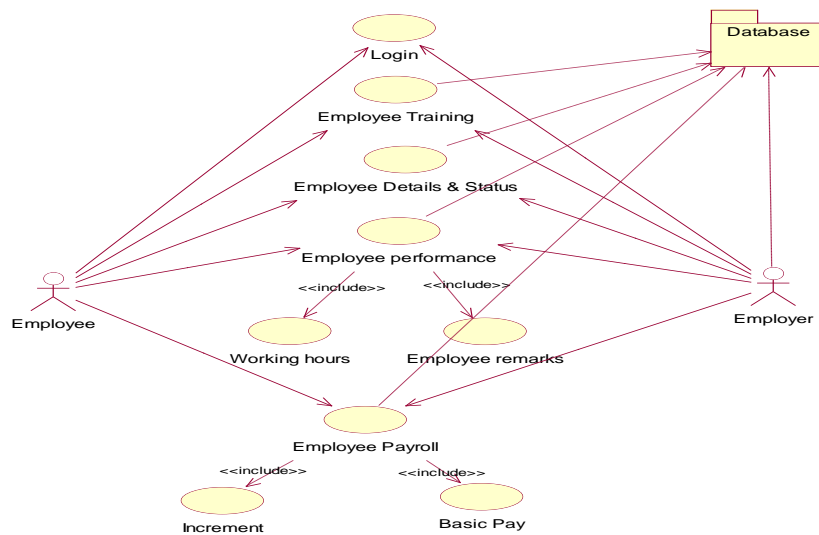 Database
Login
Employee Training
Employee Details & Status
Employee performance
<<include>>
<<include>>
Employee
Employer
Working hours
Employee remarks
Employee Payroll
<<include>>
<<include>>
Increment
Basic Pay